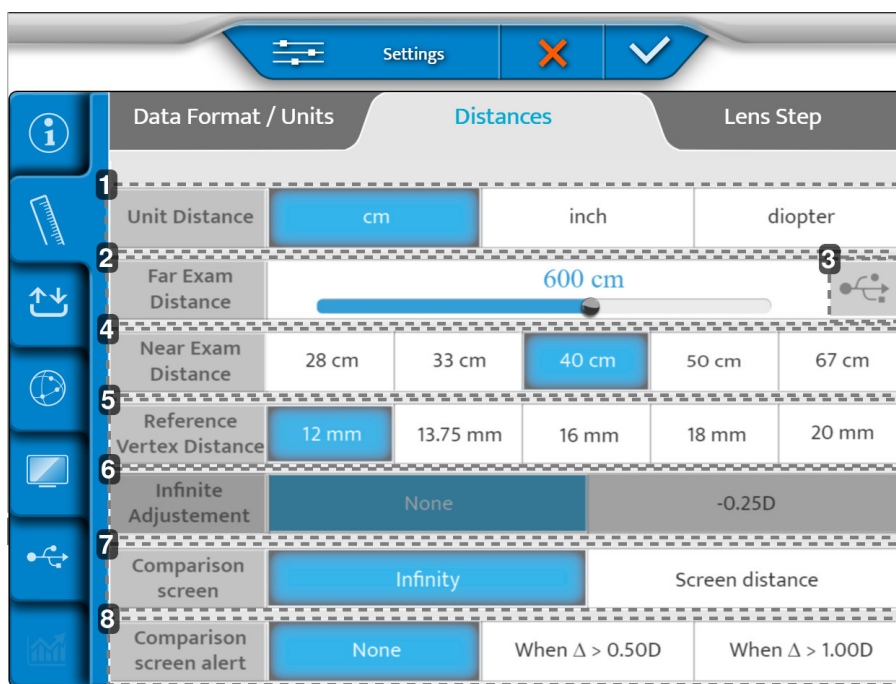 Settings
Data Format / Units Distances Lens Step
1
Unit Distance cm inch diopter
2 3
Far Exam
Distance
600 cm
4
Near Exam
Distance
28 cm 33 cm 40 cm 50 cm 67 cm
5
Reference
Vertex Distance
12 mm 13.75 mm 16 mm 18 mm 20 mm
6
Infinite
Adjustement
None -0.25D
7
Comparison
screen
Infinity Screen distance
8
Comparison
screen alert
None When Δ > 0.50D When Δ > 1.00D